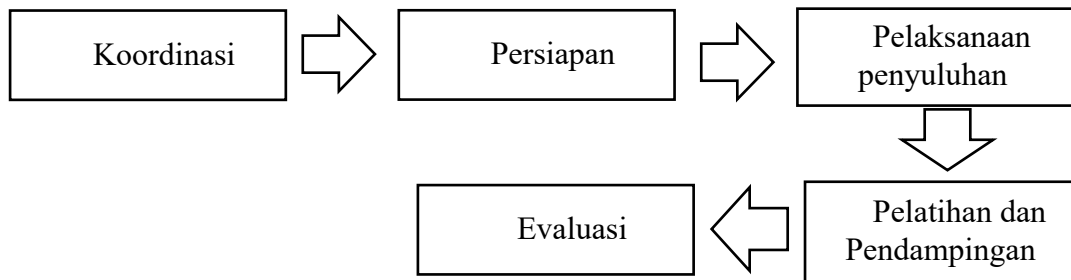 Koordinasi
Persiapan
Pelaksanaan
penyuluhan
Pelatihan dan
Pendampingan
Evaluasi